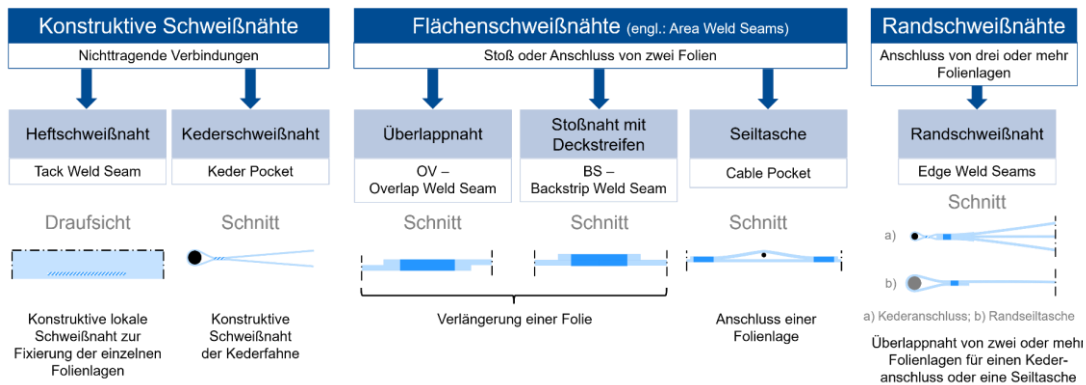 Konstruktive Schweißnähte
Nichttragende Verbindungen
Heftschweißnaht
Tack Weld Seam
Kederschweißnaht
Keder Pocket
Draufsicht
Schnitt
Konstruktive lokale
Schweißnaht zur
Fixierung der einzelnen
Folienlagen
Konstruktive
Schweißnaht
der Kederfahne
Flächenschweißnähte (engl.: Area Weld Seams)
Stoß oder Anschluss von zwei Folien
Überlappnaht
OV –
Overlap Weld Seam
Stoßnaht mit
Deckstreifen
BS –
Backstrip Weld Seam
Seiltasche
Cable Pocket
Schnitt
Schnitt
Schnitt
Verlängerung einer Folie
Anschluss einer
Folienlage
Randschweißnähte
Anschluss von drei oder mehr
Folienlagen
Randschweißnaht
Edge Weld Seams
Schnitt
a)
b)
a) Kederanschluss; b) Randseiltasche
Überlappnaht von zwei oder mehr
Folienlagen für einen Keder-
anschluss oder eine Seiltasche